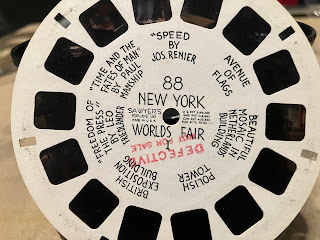 "SPEED"
BY
JOS. RENIER
AVENUE
OF
FLAGS
BEAUTIFUL
MOSAIC IN
NETHERLANDS
BUILDING
POLISH
TOWER
BRITISH
EXPOSITION
BUILDING
"FREEDOM OF
THE PRESS"
BY LEO
FRIEDLANDER
"TIME AND THE
FATES OF MAN"
BY PAUL
MANSHIP
88
NEW YORK
SAWYER'S
WORLDS FAIR
1
DEFECTIVE
NOT FOR SALE